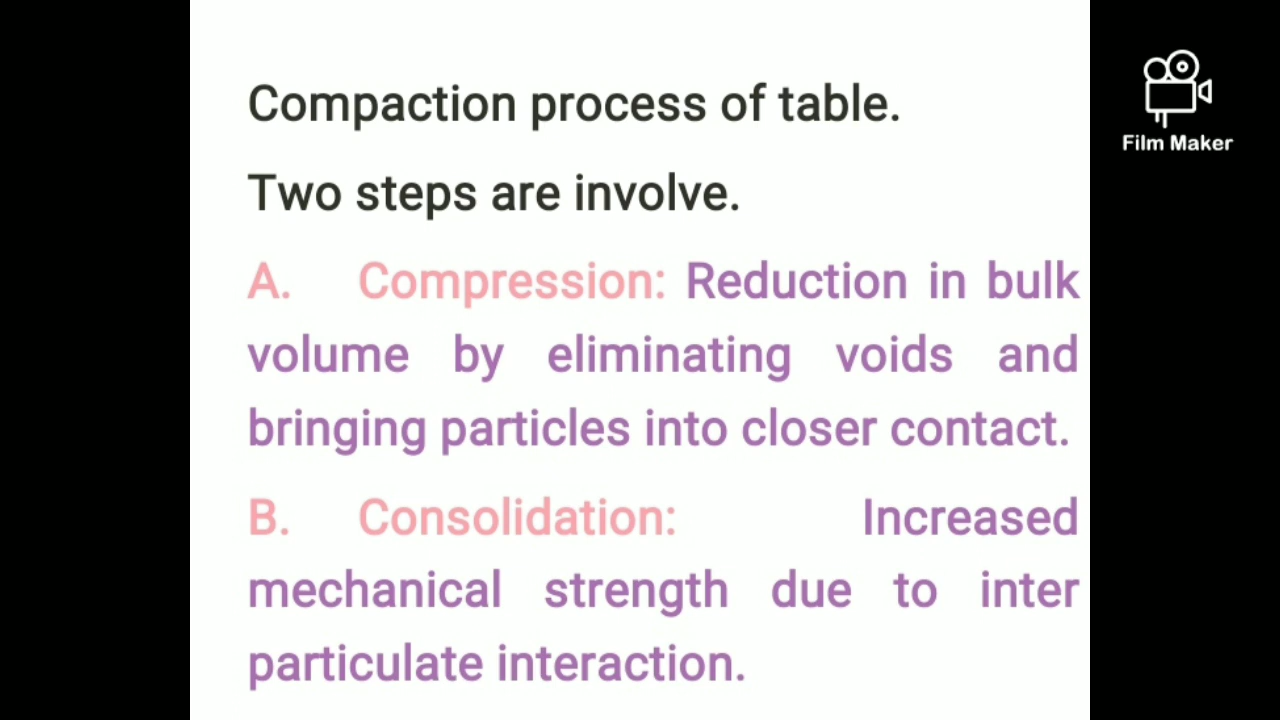 Compaction process of table.
Two steps are involve.
A. Compression: Reduction in bulk
volume by eliminating voids and
bringing particles into closer contact.
B. Consolidation: Increased
mechanical strength due to inter
particulate interaction.
Film Maker